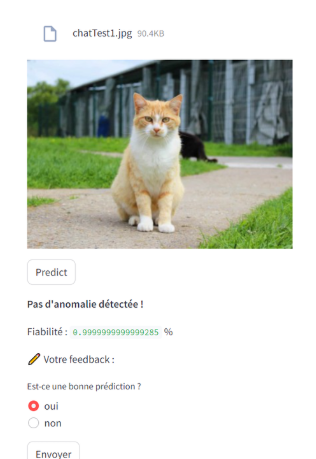 chatTest1.jpg 90.4KB
Predict
Pas d'anomalie détectée !
Fiabilité : 0.9999999999999285 %
Votre feedback :
Est-ce une bonne prédiction ?
oui
non
Envoyer